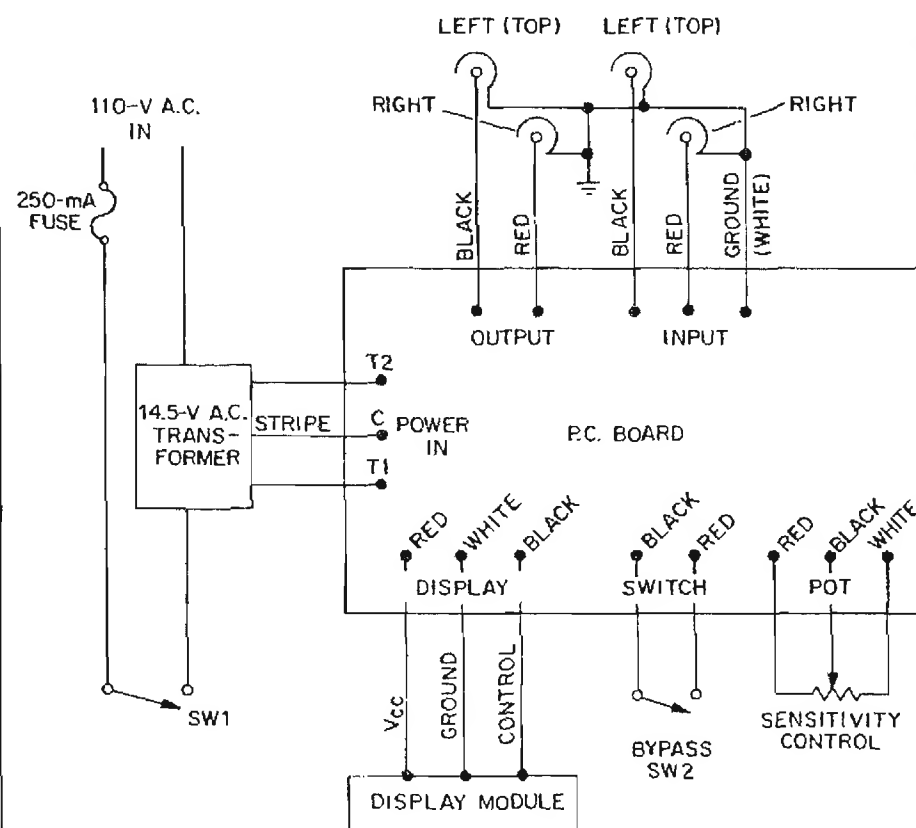 LEFT (TOP)
LEFT (TOP)
110-V A.C.
IN
RIGHT
RIGHT
250-mA
FUSE
BLACK
RED
BLACK
RED
GROUND
(WHITE)
OUTPUT
INPUT
T2
14.5-V A.C.
TRANS-
FORMER
STRIPE
C
POWER
IN
P.C. BOARD
T1
RED
WHITE
BLACK
BLACK
RED
RED
BLACK
WHITE
DISPLAY
SWITCH
POT
VCC
GROUND
CONTROL
SW1
BYPASS
SW2
SENSITIVITY
CONTROL
DISPLAY MODULE